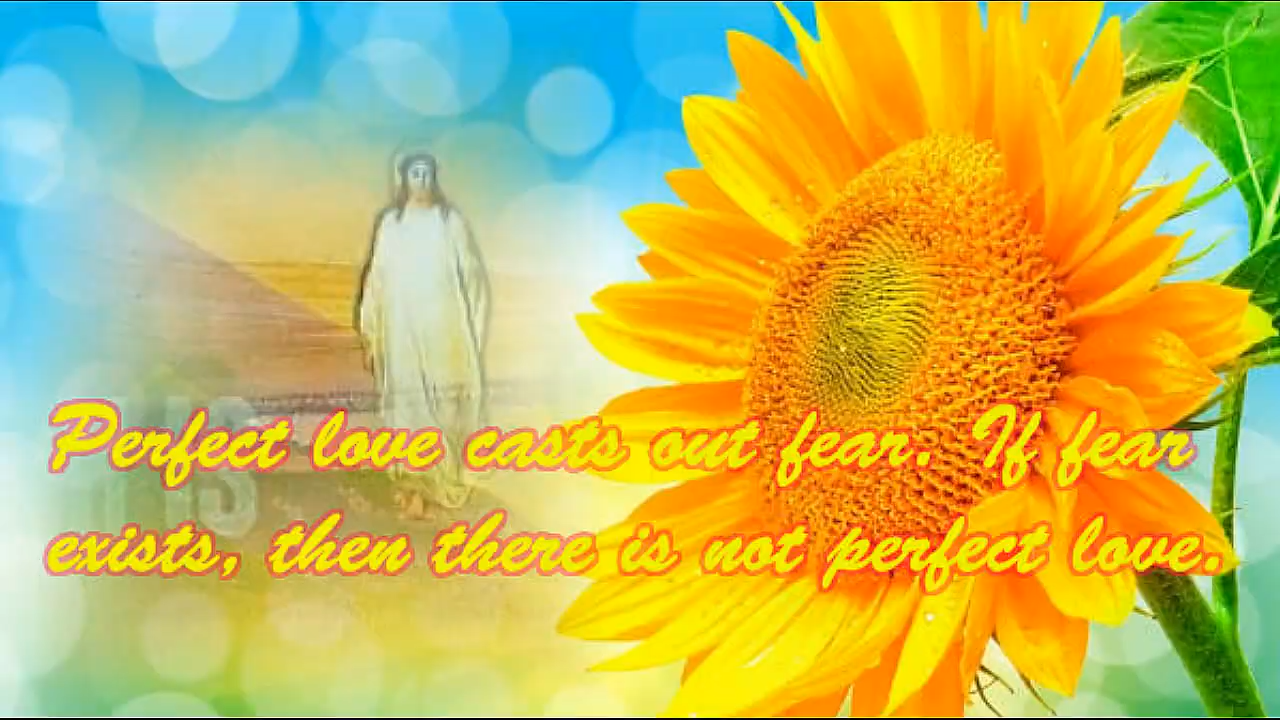 Perfect love casts out fear. If fear
exists, then there is not perfect love.